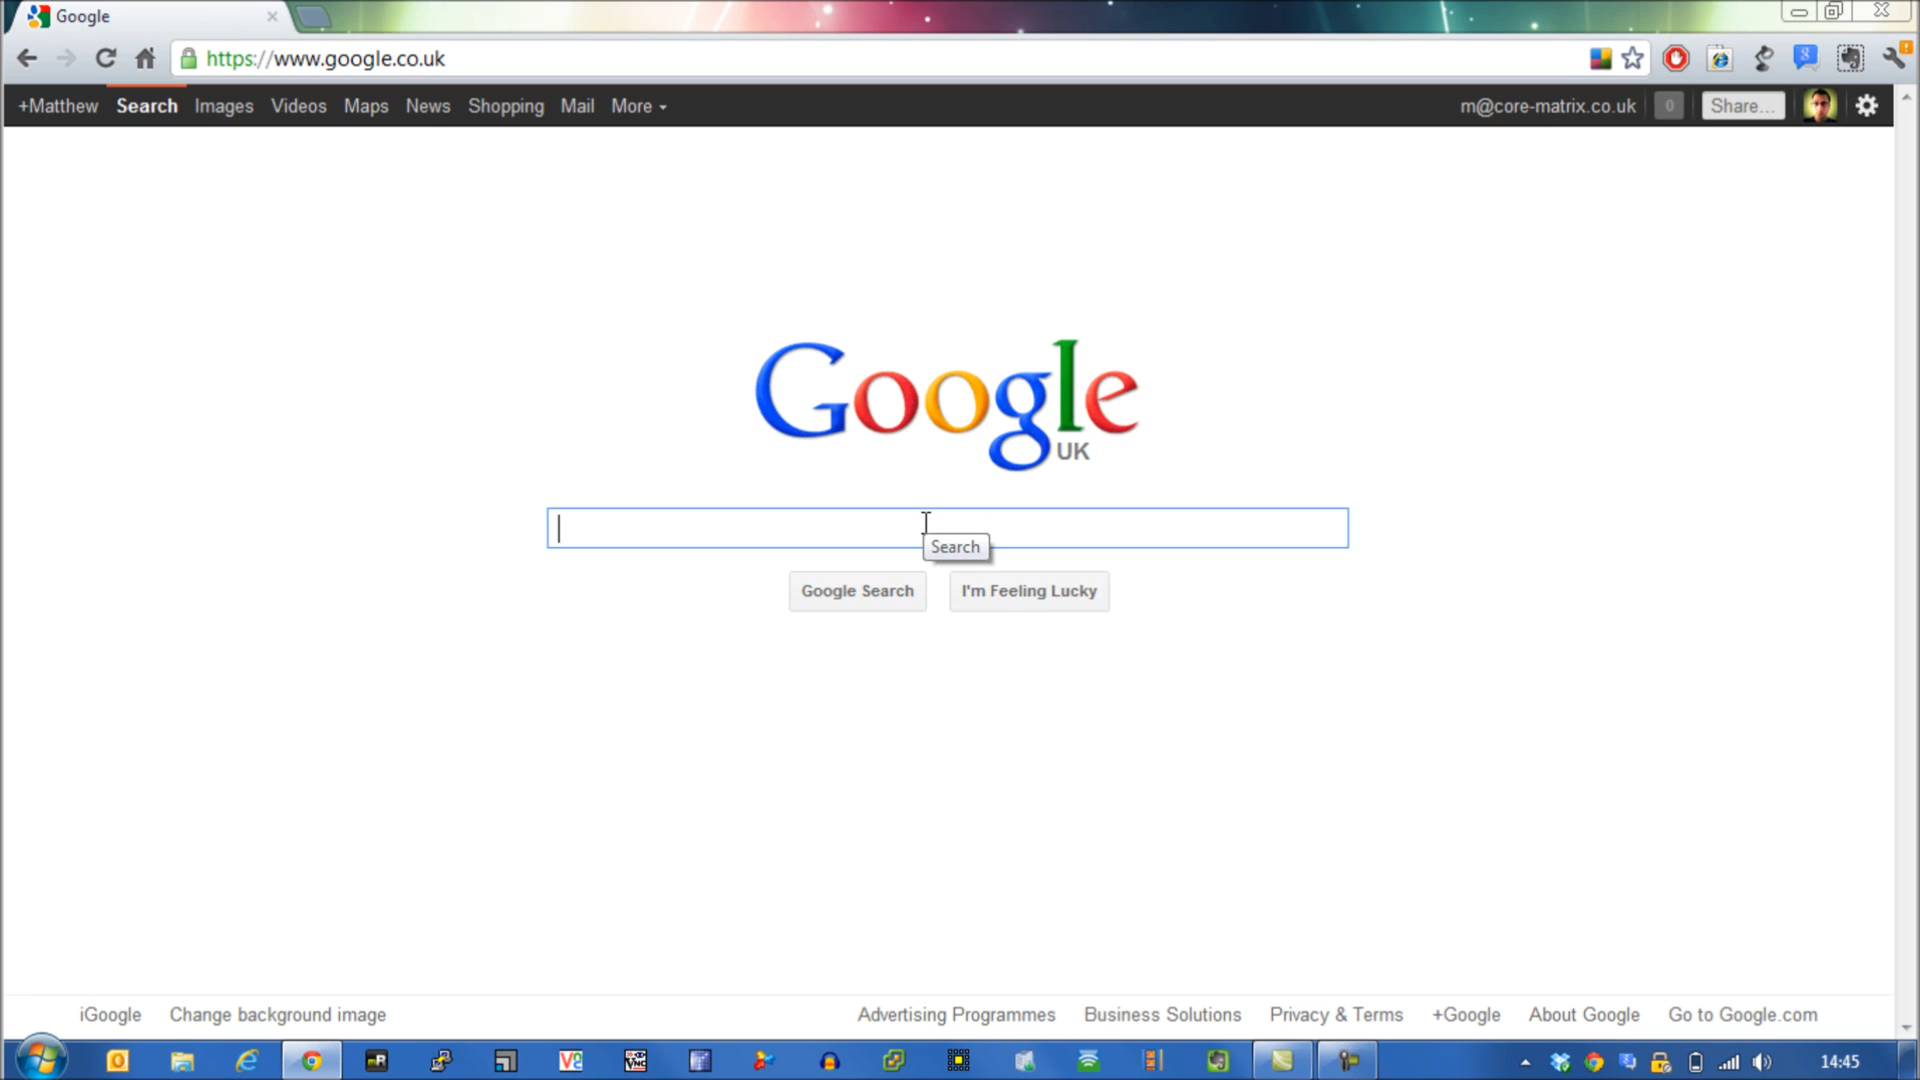 Google
https://www.google.co.uk
+Matthew Search Images Videos Maps News Shopping Mail More m@core-matrix.co.uk 0 Share...
Google
UK
Search
Google Search I'm Feeling Lucky
iGoogle Change background image Advertising Programmes Business Solutions Privacy & Terms +Google About Google Go to Google.com
14:45